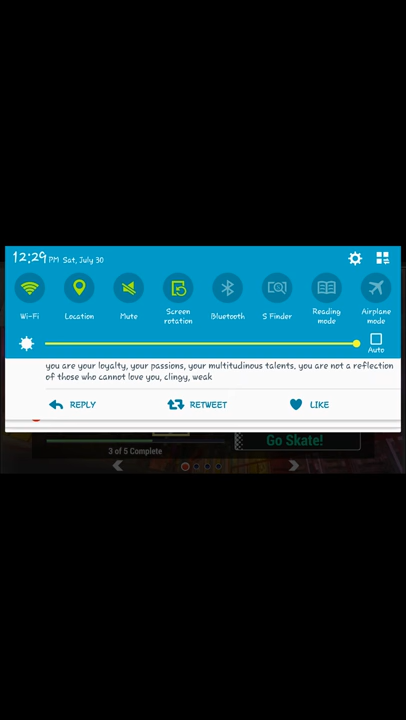 12:29 PM Sat, July 30
Wi-Fi
Location
Mute
Screen rotation
Bluetooth
S Finder
Reading mode
Airplane mode
Auto
you are your loyalty, your passions, your multitudinous talents, you are not a reflection
of those who cannot love you, clingy, weak
REPLY
RETWEET
LIKE
3 of 5 Complete
Go Skate!